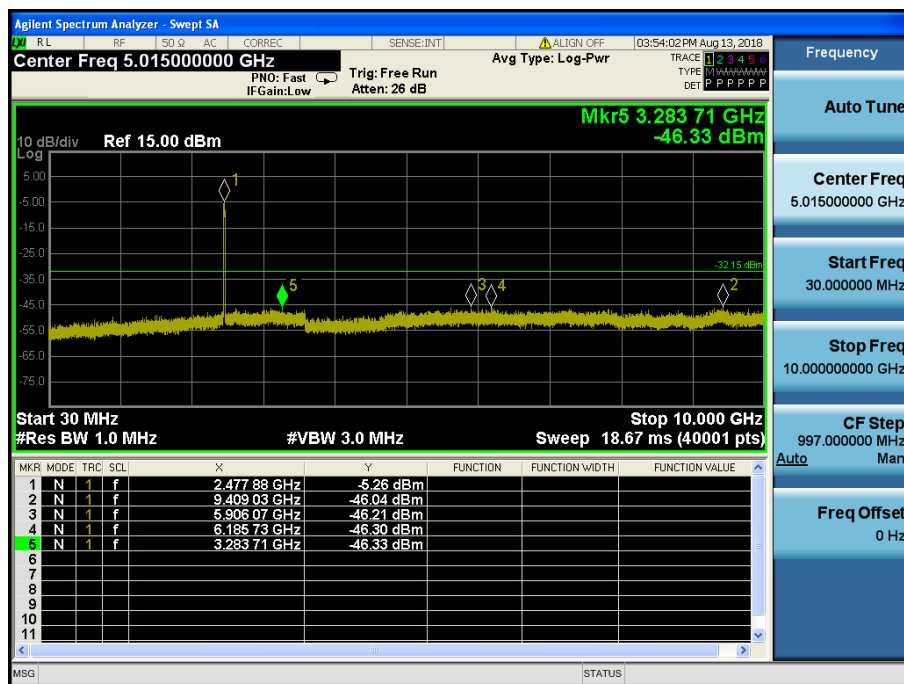 Agilent Spectrum Analyzer - Swept SA
LXI RL RF 50 Ω AC CORREC SENSE:INT ALIGN OFF 03:54:02 PM Aug 13, 2018
Center Freq 5.015000000 GHz
PNO: Fast
IFGain:Low
Trig: Free Run
Atten: 26 dB
Avg Type: Log-Pwr
TRACE 1 2 3 4 5 6
TYPE M W W W W W
DET P P P P P P
Mkr5 3.283 71 GHz
-46.33 dBm
10 dB/div
Log
Ref 15.00 dBm
5.00
-5.00
-15.0
-25.0
-35.0
-45.0
-55.0
-65.0
-75.0
1
5
3
4
2
-32.15 dBm
Start 30 MHz
Stop 10.000 GHz
#Res BW 1.0 MHz
#VBW 3.0 MHz
Sweep 18.67 ms (40001 pts)
MKR MODE TRC SCL X Y FUNCTION FUNCTION WIDTH FUNCTION VALUE
1 N 1 f 2.477 88 GHz -5.26 dBm
2 N 1 f 9.409 03 GHz -46.04 dBm
3 N 1 f 5.906 07 GHz -46.21 dBm
4 N 1 f 6.185 73 GHz -46.30 dBm
5 N 1 f 3.283 71 GHz -46.33 dBm
6
7
8
9
10
11
MSG
STATUS
Frequency
Auto Tune
Center Freq
5.015000000 GHz
Start Freq
30.000000 MHz
Stop Freq
10.000000000 GHz
CF Step
997.000000 MHz
Auto Man
Freq Offset
0 Hz